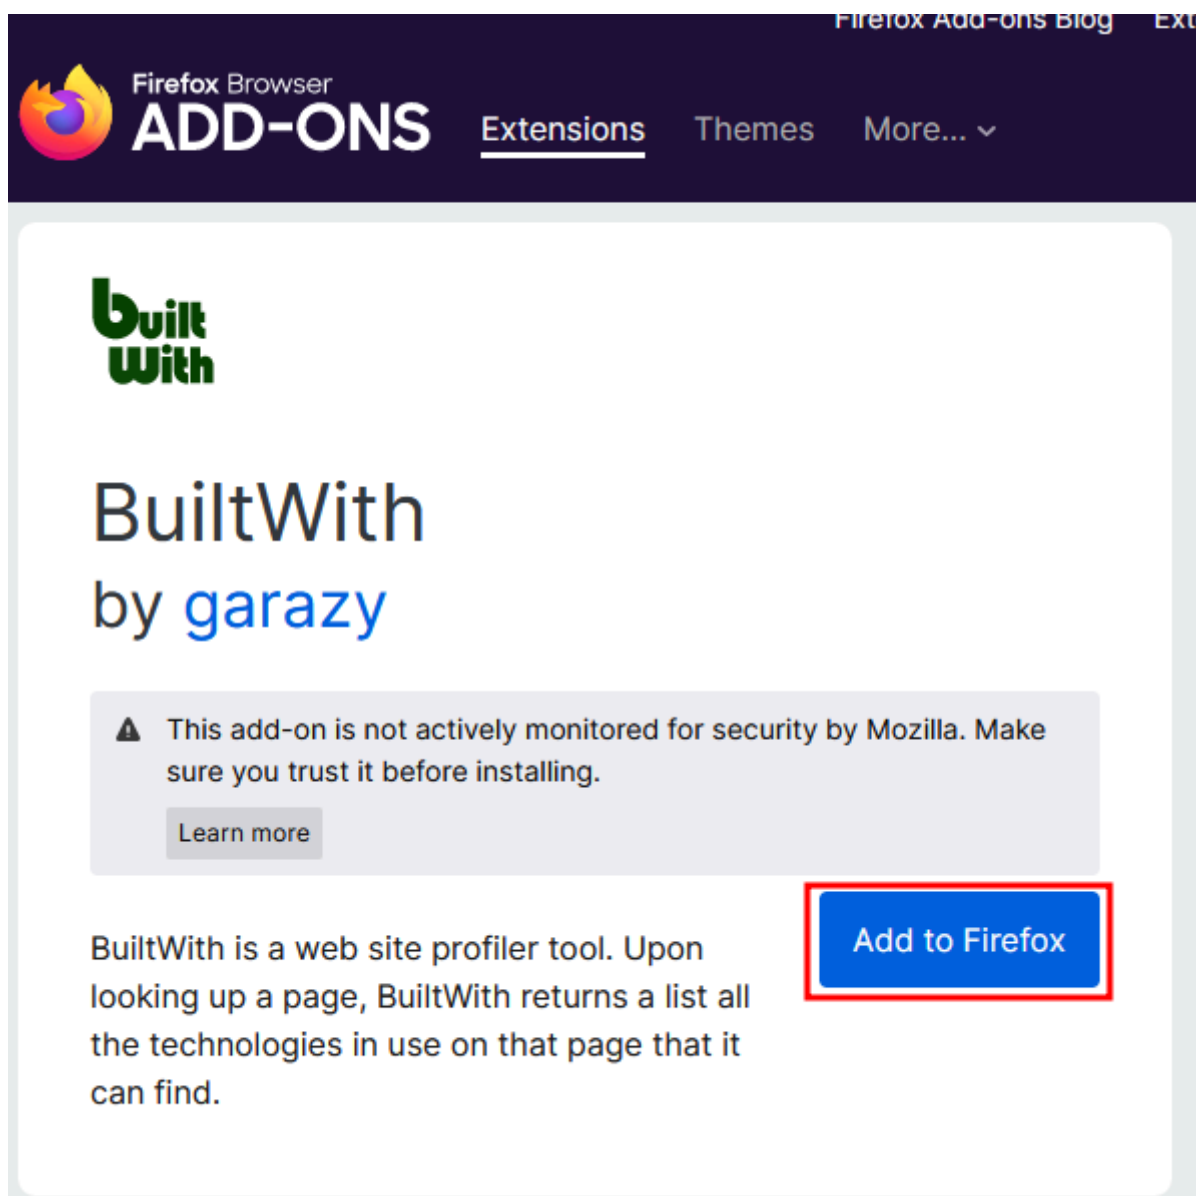 Firefox Add-ons Blog Ext
Firefox Browser
ADD-ONS
Extensions Themes More...
built
With
BuiltWith
by garazy
This add-on is not actively monitored for security by Mozilla. Make
sure you trust it before installing.
Learn more
Add to Firefox
BuiltWith is a web site profiler tool. Upon
looking up a page, BuiltWith returns a list all
the technologies in use on that page that it
can find.